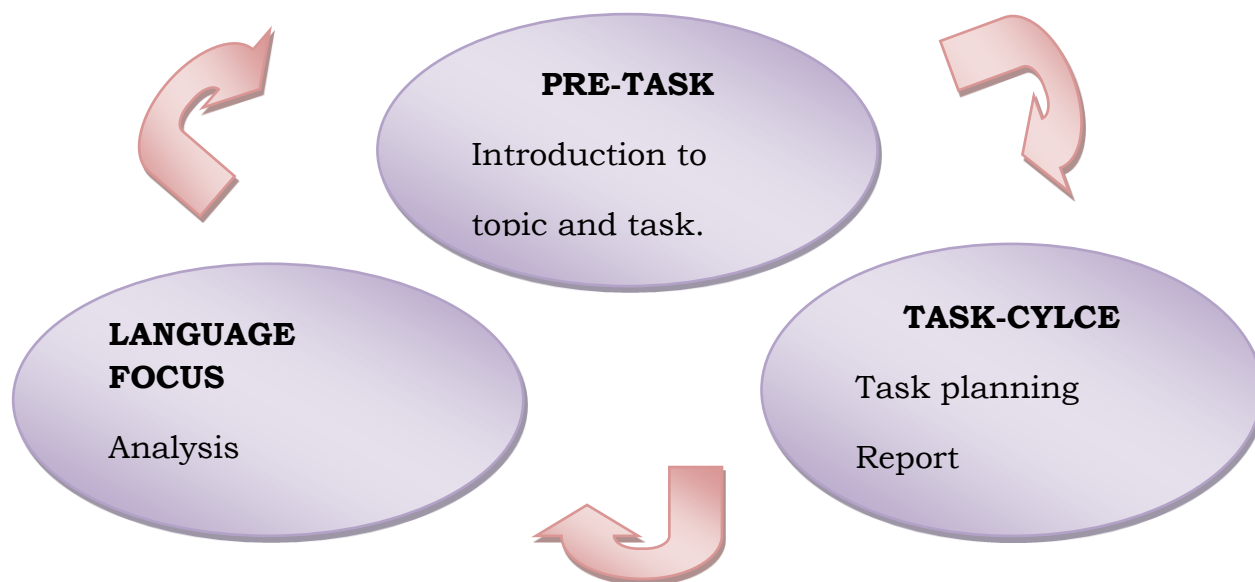 PRE-TASK
Introduction to
topic and task.
LANGUAGE
FOCUS
Analysis
TASK-CYLCE
Task planning
Report